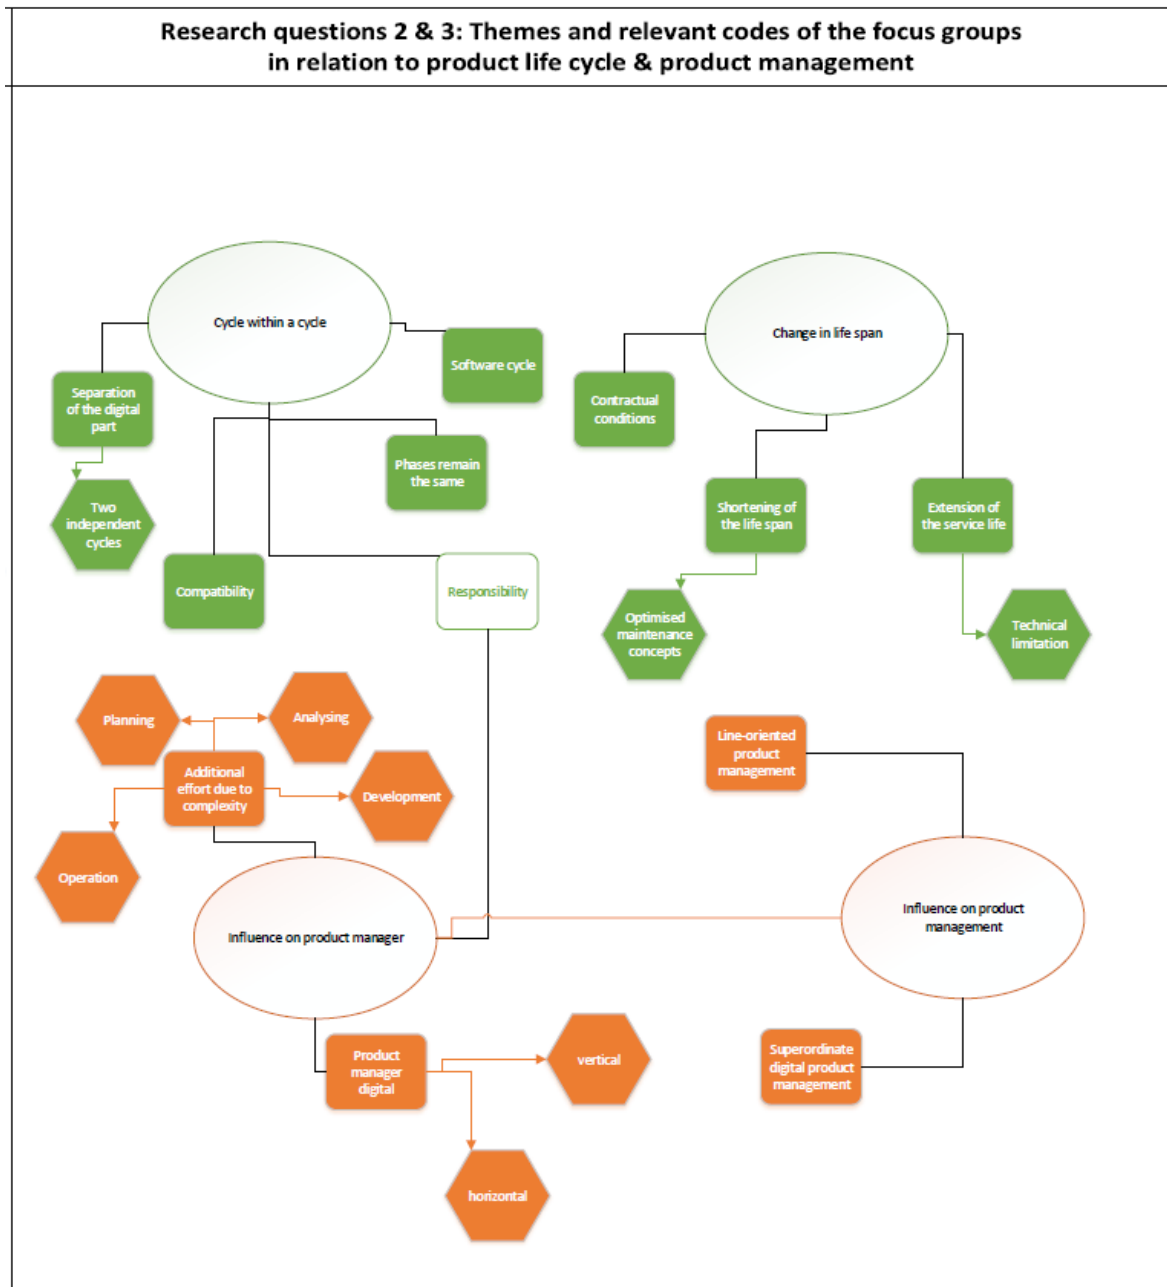 Research questions 2 & 3: Themes and relevant codes of the focus groups
in relation to product life cycle & product management
Cycle within a cycle
Change in life span
Software cycle
Separation
of the digital
part
Contractual
conditions
Phases remain
the same
Two
independent
cycles
Shortening of
the life span
Extension of
the service life
Compatibility
Responsibility
Optimised
maintenance
concepts
Technical
limitation
Planning
Analysing
Line-oriented
product
management
Additional
effort due to
complexity
Development
Operation
Influence on product manager
Influence on product
management
Product
manager
digital
vertical
Superordinate
digital product
management
horizontal